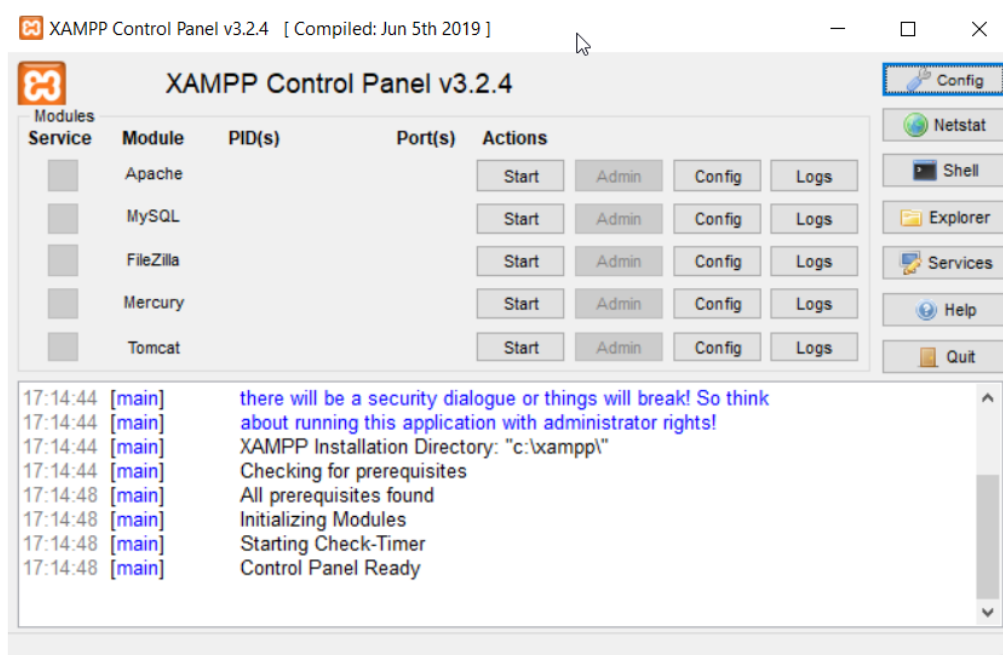 XAMPP Control Panel v3.2.4 [ Compiled: Jun 5th 2019 ]
XAMPP Control Panel v3.2.4
Config
Modules
Service Module PID(s) Port(s) Actions
Netstat
Apache Start Admin Config Logs
Shell
MySQL Start Admin Config Logs
Explorer
FileZilla Start Admin Config Logs
Services
Mercury Start Admin Config Logs
Help
Tomcat Start Admin Config Logs
Quit
17:14:44 [main] there will be a security dialogue or things will break! So think
17:14:44 [main] about running this application with administrator rights!
17:14:44 [main] XAMPP Installation Directory: "c:\xampp\"
17:14:44 [main] Checking for prerequisites
17:14:48 [main] All prerequisites found
17:14:48 [main] Initializing Modules
17:14:48 [main] Starting Check-Timer
17:14:48 [main] Control Panel Ready